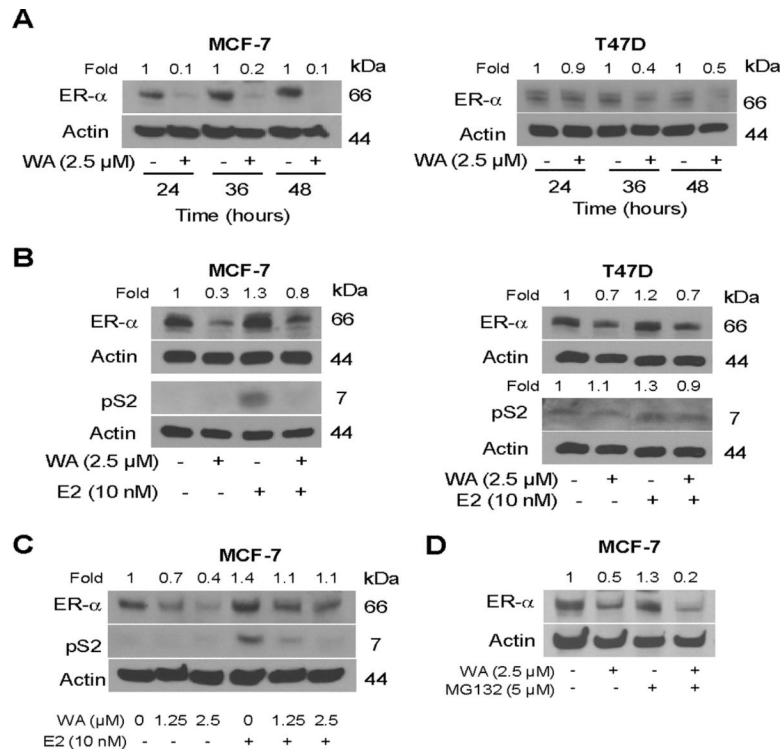 A
MCF-7
Fold 1 0.1 1 0.2 1 0.1 kDa
ER-α 66
Actin 44
WA (2.5 µM) - + - + - +
24 36 48
Time (hours)
T47D
Fold 1 0.9 1 0.4 1 0.5 kDa
ER-α 66
Actin 44
WA (2.5 µM) - + - + - +
24 36 48
Time (hours)
B
MCF-7
Fold 1 0.3 1.3 0.8 kDa
ER-α 66
Actin 44
pS2 7
Actin 44
WA (2.5 µM) - + - +
E2 (10 nM) - - + +
T47D
Fold 1 0.7 1.2 0.7 kDa
ER-α 66
Actin 44
Fold 1 1.1 1.3 0.9
pS2 7
Actin 44
WA (2.5 µM) - + - +
E2 (10 nM) - - + +
C
MCF-7
Fold 1 0.7 0.4 1.4 1.1 1.1 kDa
ER-α 66
pS2 7
Actin 44
WA (µM) 0 1.25 2.5 0 1.25 2.5
E2 (10 nM) - - - + + +
D
MCF-7
1 0.5 1.3 0.2
ER-α
Actin
WA (2.5 µM) - + - +
MG132 (5 µM) - - + +